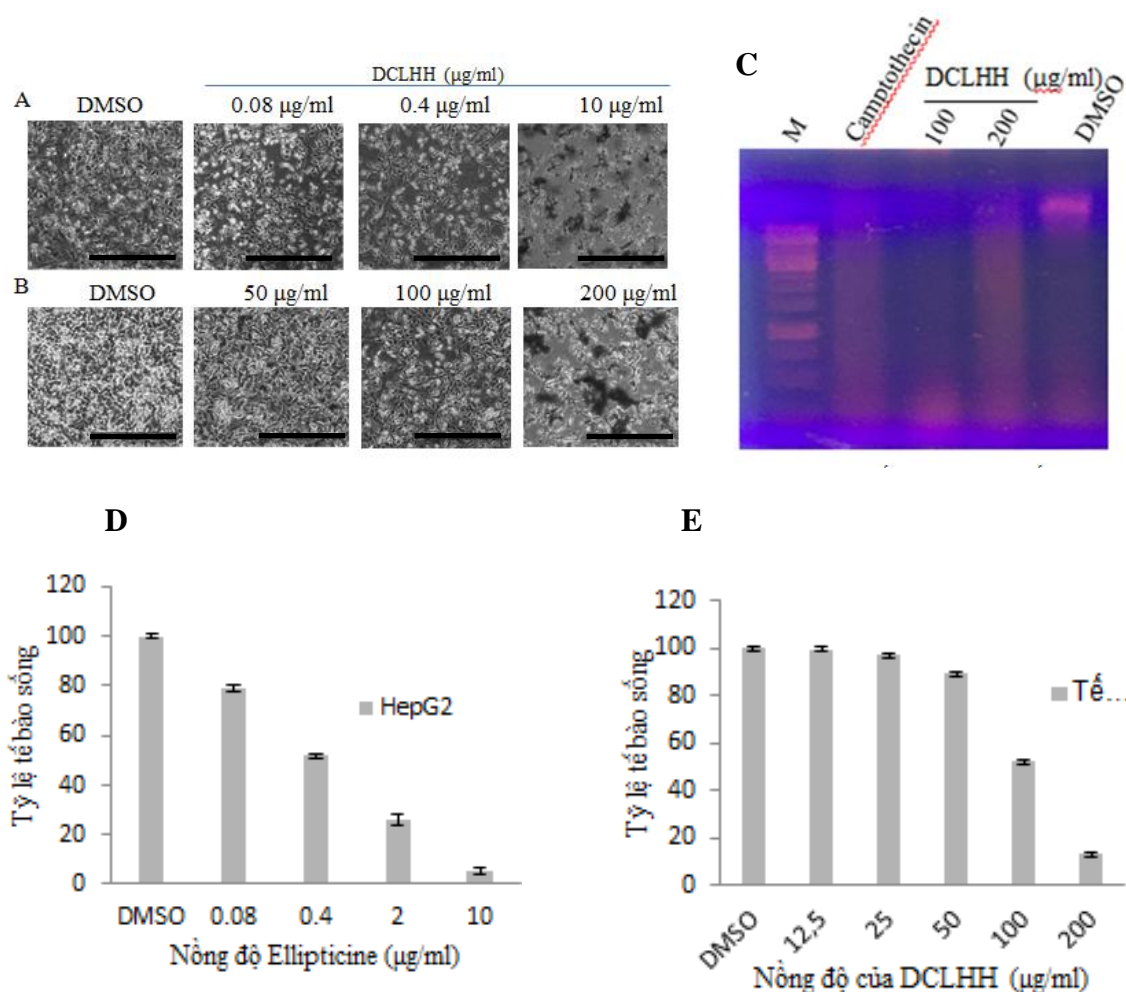 DCLHH (µg/ml)
A
DMSO
0.08 µg/ml
0.4 µg/ml
10 µg/ml
B
DMSO
50 µg/ml
100 µg/ml
200 µg/ml
C
M
Camptothecin
DCLHH (µg/ml)
100
200
DMSO
D
120
100
80
60
40
20
0
Tỷ lệ tế bào sống
HepG2
DMSO 0.08 0.4 2 10
Nồng độ Ellipticine (µg/ml)
E
120
100
80
60
40
20
0
Tỷ lệ tế bào sống
Tế...
DMSO 12,5 25 50 100 200
Nồng độ của DCLHH (µg/ml)